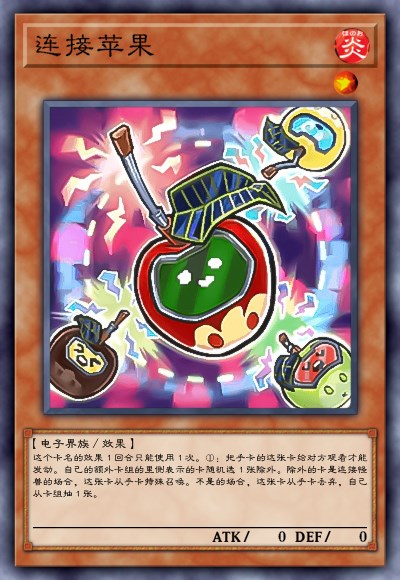 连接苹果
ほのお
炎
【电子界族／效果】
这个卡名的效果1回合只能使用1次。①：把手卡的这张卡给对方观看才能
发动。自己的额外卡组的里侧表示的卡随机选1张除外。除外的卡是连接怪
兽的场合，这张卡从手卡特殊召唤。不是的场合，这张卡从手卡丢弃，自己
从卡组抽1张。
ATK/ 0 DEF/ 0